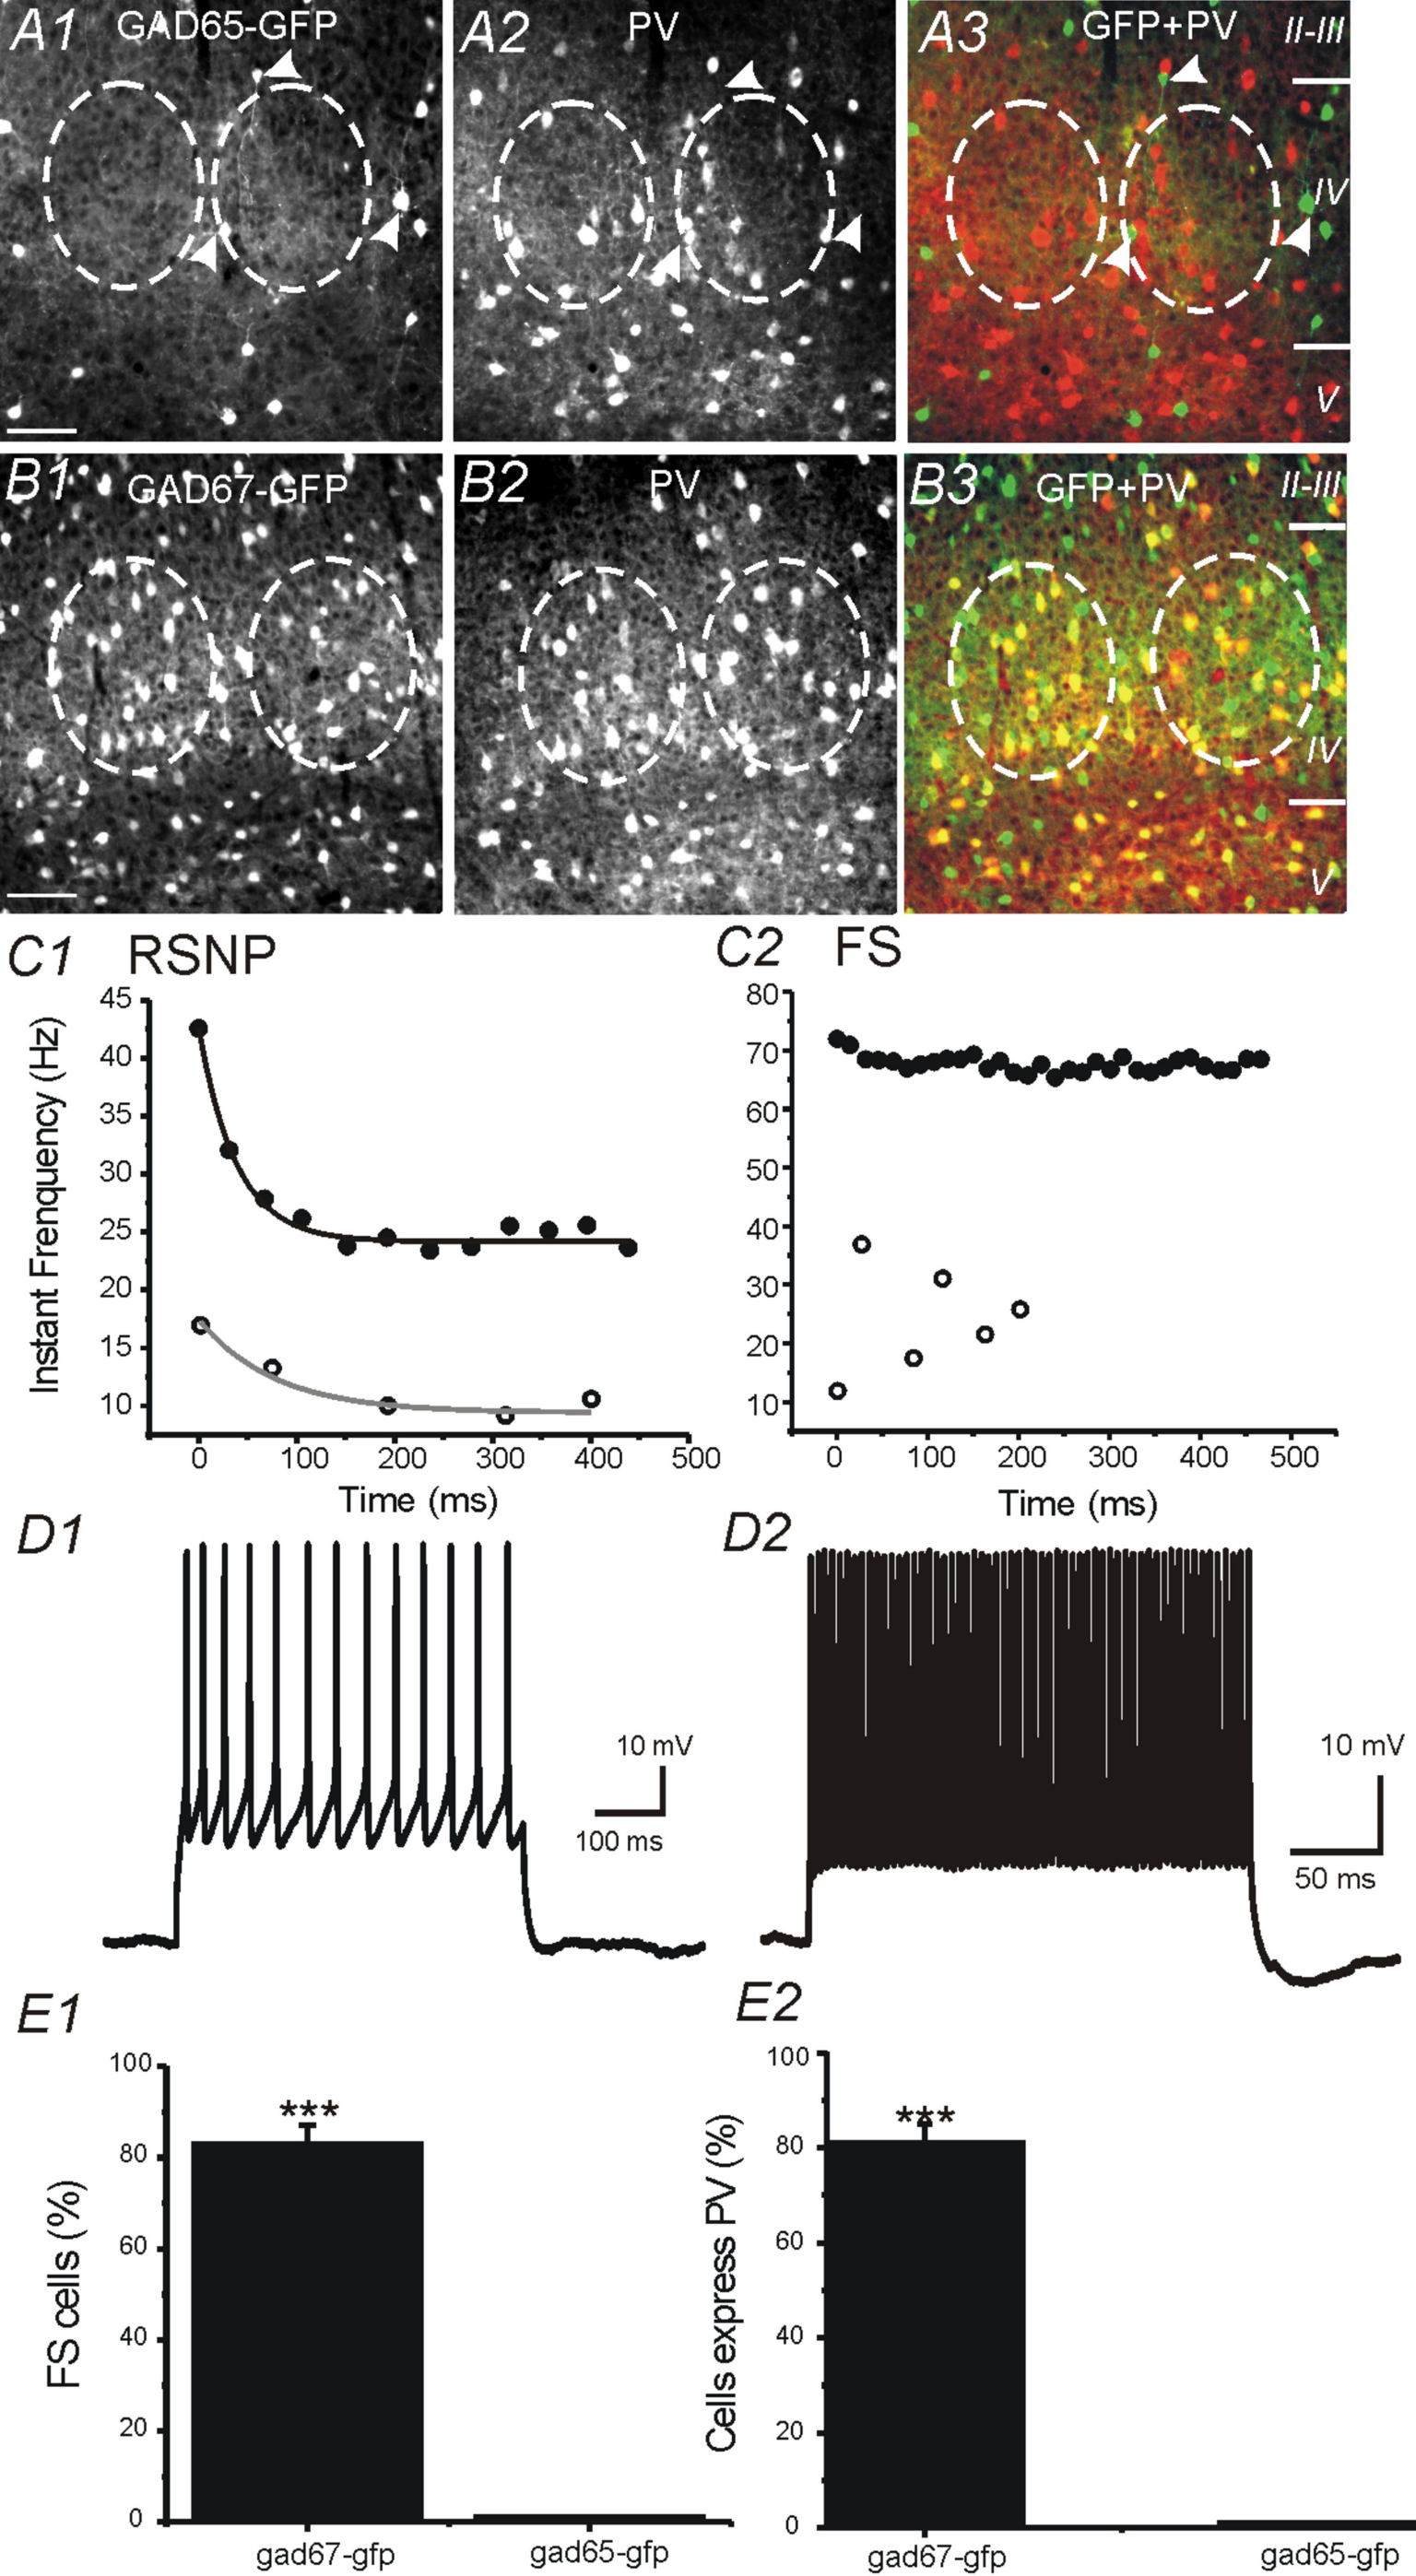 A1 GAD65-GFP
A2 PV
A3 GFP+PV II-III
IV
V
B1 GAD67-GFP
B2 PV
B3 GFP+PV II-III
IV
V
C1 RSNP
Instant Frenquency (Hz)
45
40
35
30
25
20
15
10
0 100 200 300 400 500
Time (ms)
C2 FS
80
70
60
50
40
30
20
10
0 100 200 300 400 500
Time (ms)
D1
10 mV
100 ms
D2
10 mV
50 ms
E1
FS cells (%)
100
80
60
40
20
0
***
gad67-gfp gad65-gfp
E2
Cells express PV (%)
100
80
60
40
20
0
***
gad67-gfp gad65-gfp